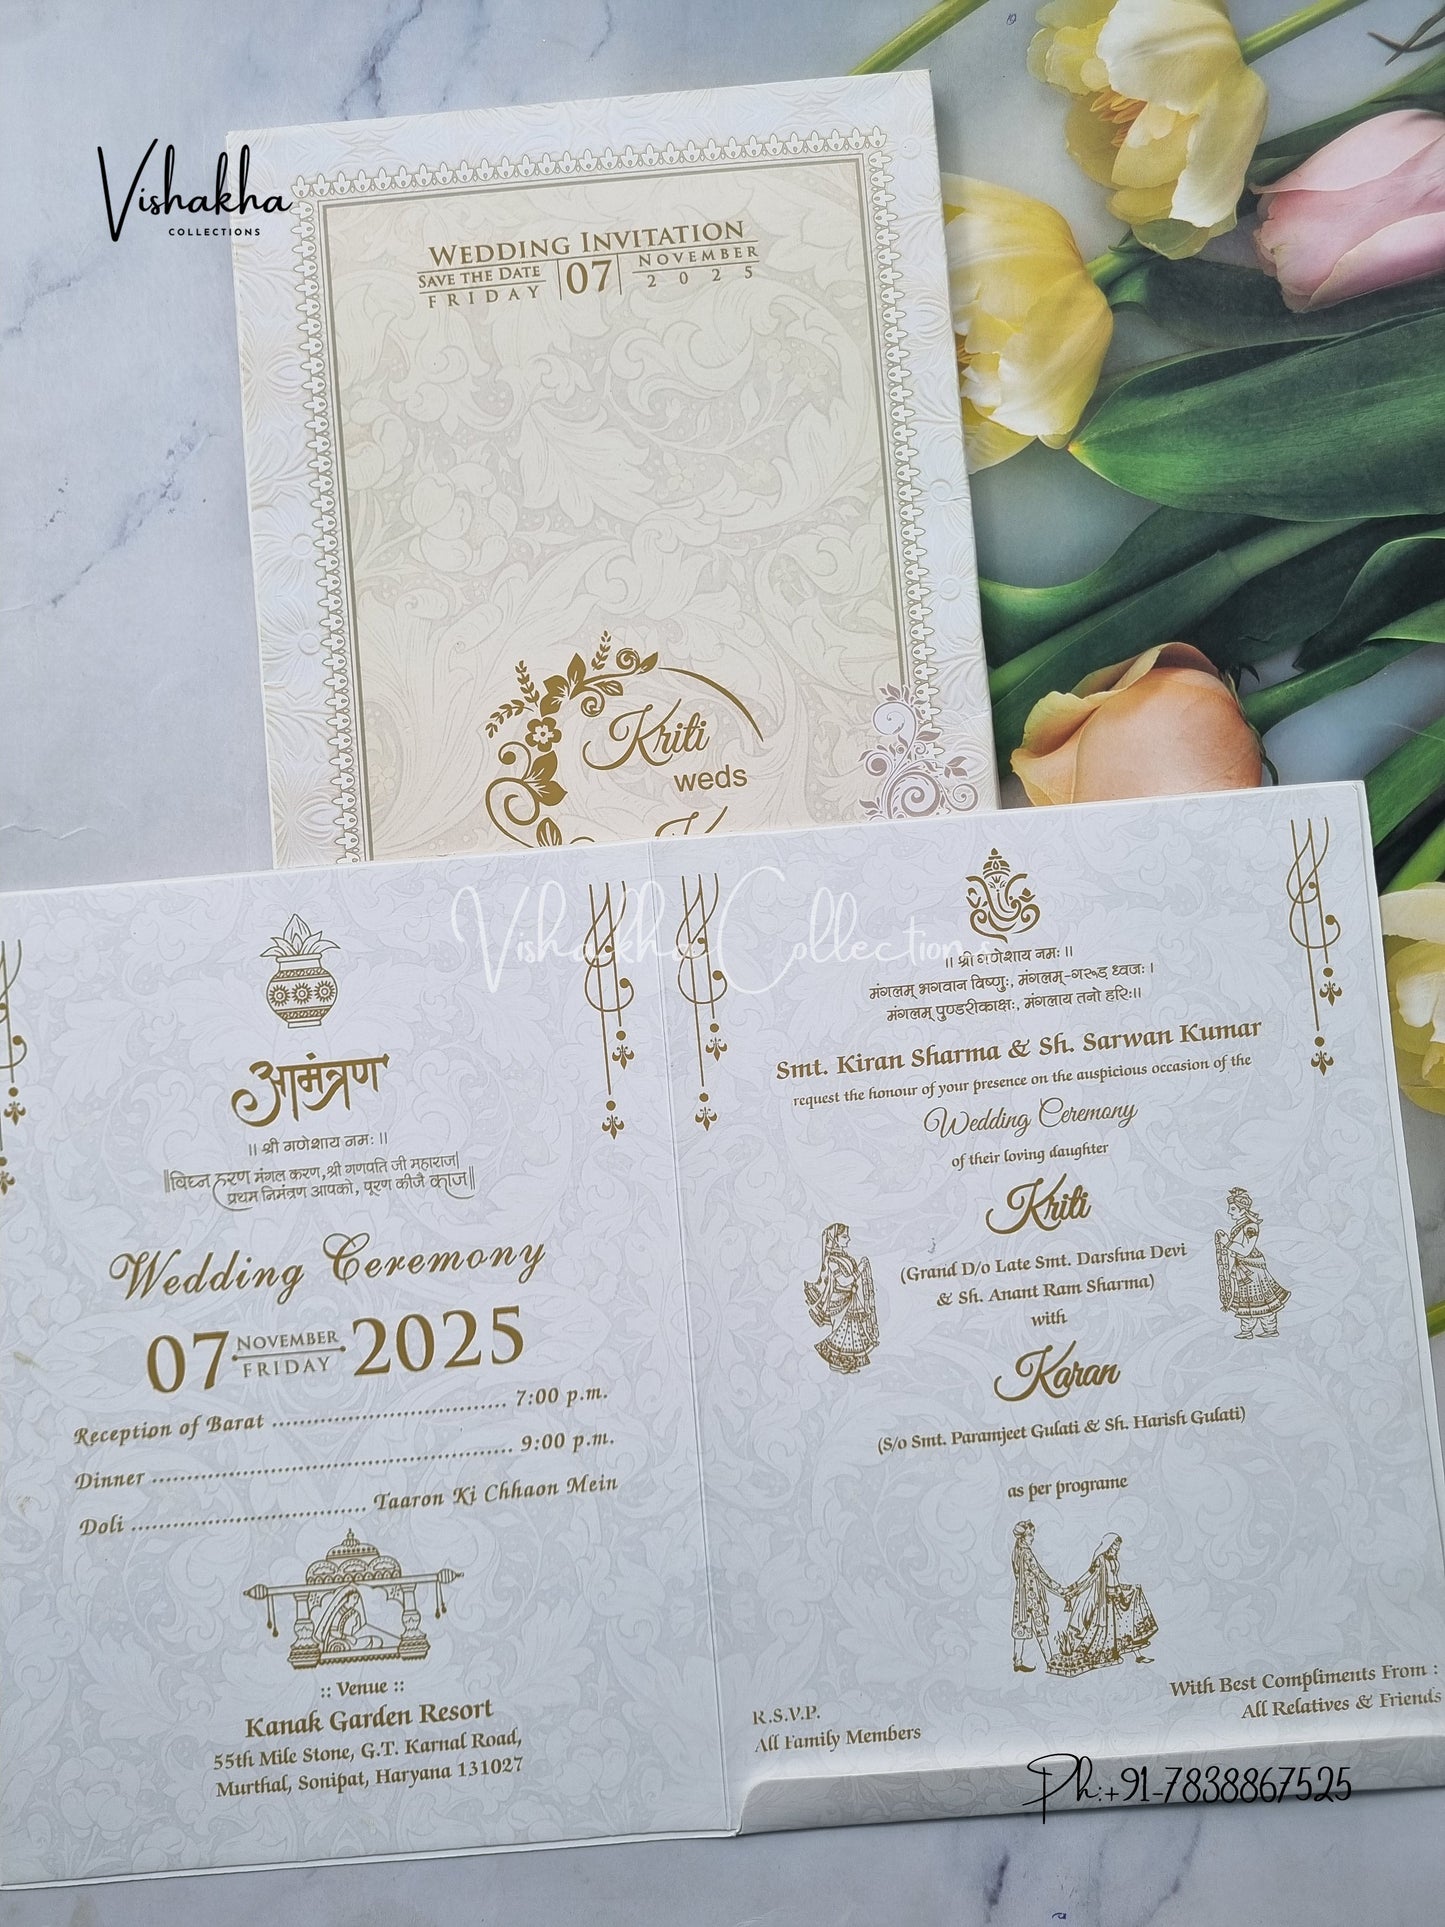 Vishakha
COLLECTIONS
WEDDING INVITATION
SAVE THE DATE
FRIDAY
07
NOVEMBER
2025
Kriti
weds
Vishakha Collections
आमंत्रण
।। श्री गणेशाय नमः ।।
॥विघ्न हरण मंगल करण,श्री गणपति जी महाराज|
प्रथम निमंत्रण आपको, पूरण कीजै काज॥
Wedding Ceremony
07 NOVEMBER 2025
FRIDAY
Reception of Barat .................................. 7:00 p.m.
Dinner .................................................... 9:00 p.m.
Doli .................................. Taaron Ki Chhaon Mein
:: Venue ::
Kanak Garden Resort
55th Mile Stone, G.T. Karnal Road,
Murthal, Sonipat, Haryana 131027
।। श्री गणेशाय नमः ।।
मंगलम् भगवान विष्णुः, मंगलम्-गरूड़ ध्वजः ।
मंगलम् पुण्डरीकाक्षः, मंगलाय तनो हरिः।।
Smt. Kiran Sharma & Sh. Sarwan Kumar
request the honour of your presence on the auspicious occasion of the
Wedding Ceremony
of their loving daughter
Kriti
(Grand D/o Late Smt. Darshna Devi
& Sh. Anant Ram Sharma)
with
Karan
(S/o Smt. Paramjeet Gulati & Sh. Harish Gulati)
as per programe
R.S.V.P.
All Family Members
With Best Compliments From :
All Relatives & Friends
Ph:+91-7838867525